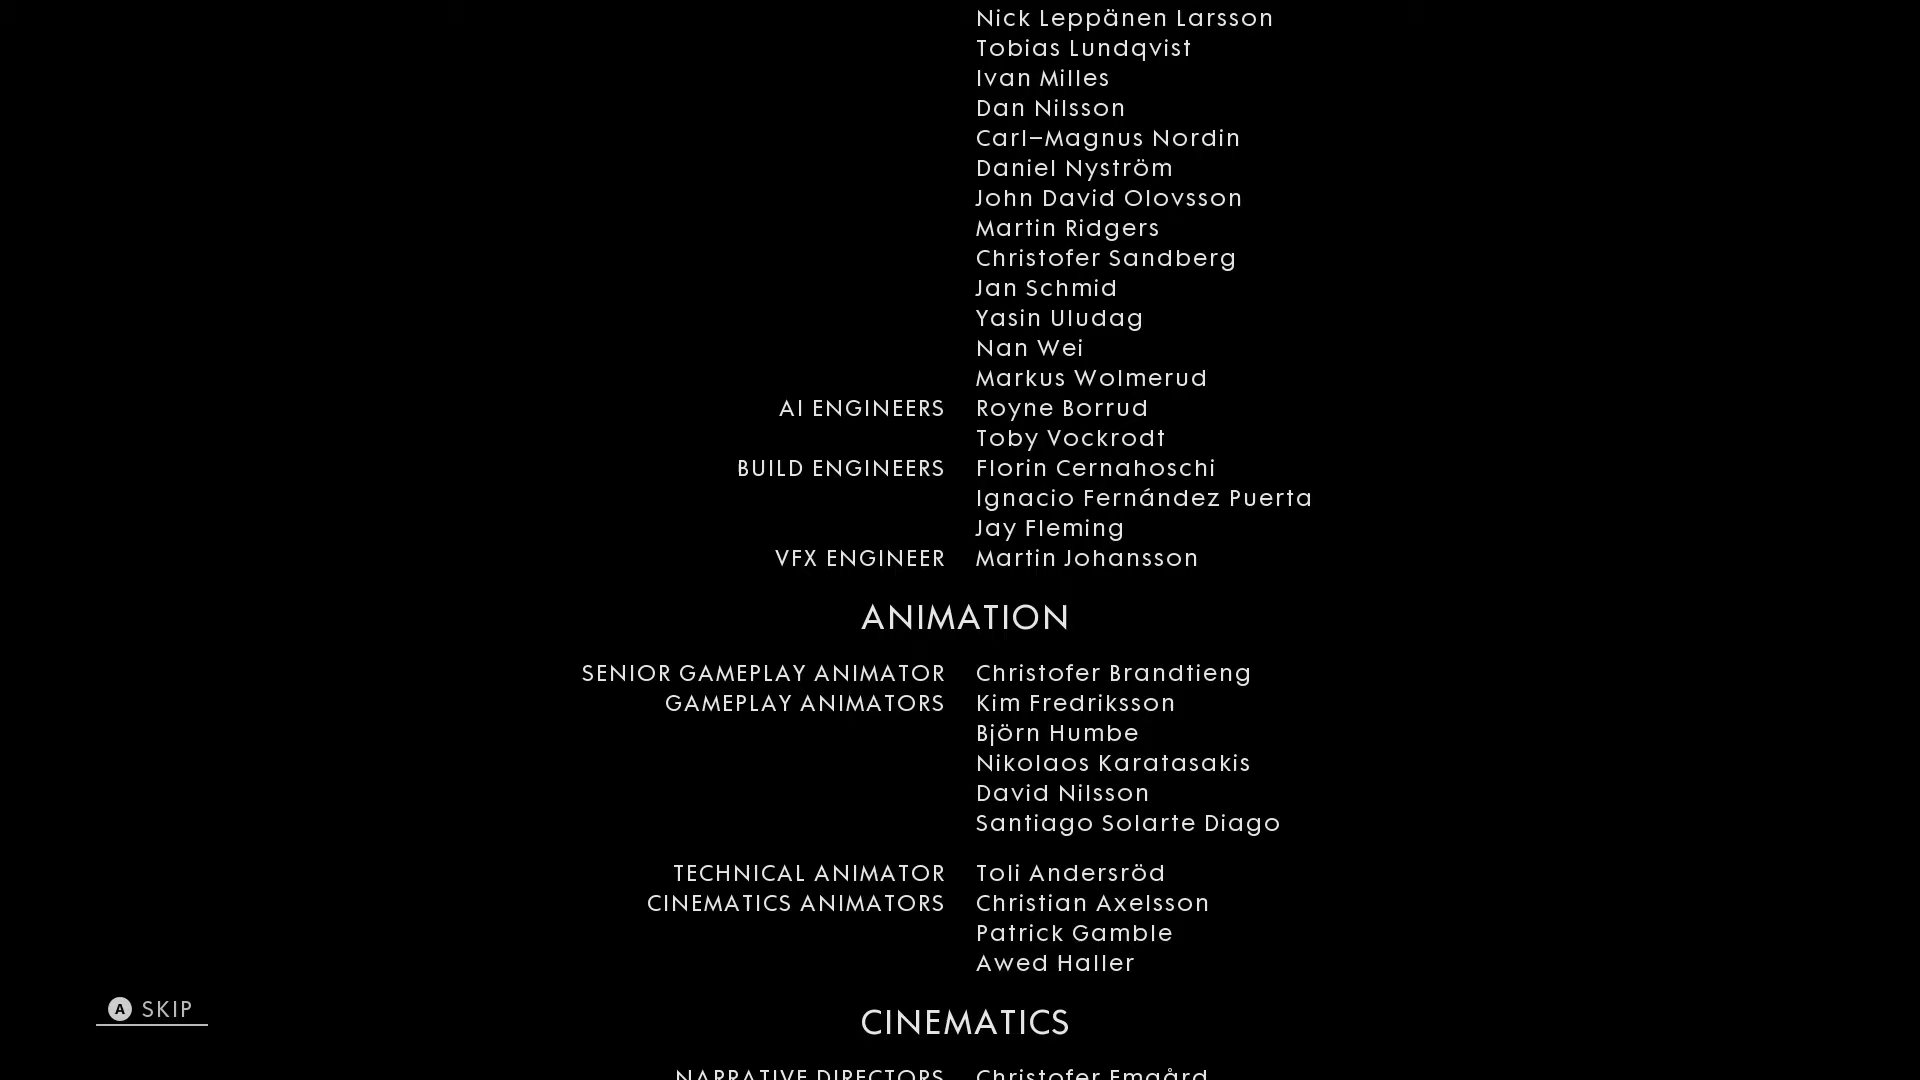 Nick Leppänen Larsson
Tobias Lundqvist
Ivan Milles
Dan Nilsson
Carl-Magnus Nordin
Daniel Nyström
John David Olovsson
Martin Ridgers
Christofer Sandberg
Jan Schmid
Yasin Uludag
Nan Wei
Markus Wolmerud
AI ENGINEERS Royne Borrud
Toby Vockrodt
BUILD ENGINEERS Florin Cernahoschi
Ignacio Fernández Puerta
Jay Fleming
VFX ENGINEER Martin Johansson
ANIMATION
SENIOR GAMEPLAY ANIMATOR Christofer Brandtieng
GAMEPLAY ANIMATORS Kim Fredriksson
Björn Humbe
Nikolaos Karatasakis
David Nilsson
Santiago Solarte Diago
TECHNICAL ANIMATOR Toli Andersröd
CINEMATICS ANIMATORS Christian Axelsson
Patrick Gamble
Awed Haller
A SKIP
CINEMATICS
NARRATIVE DIRECTORS Christofer Emgård